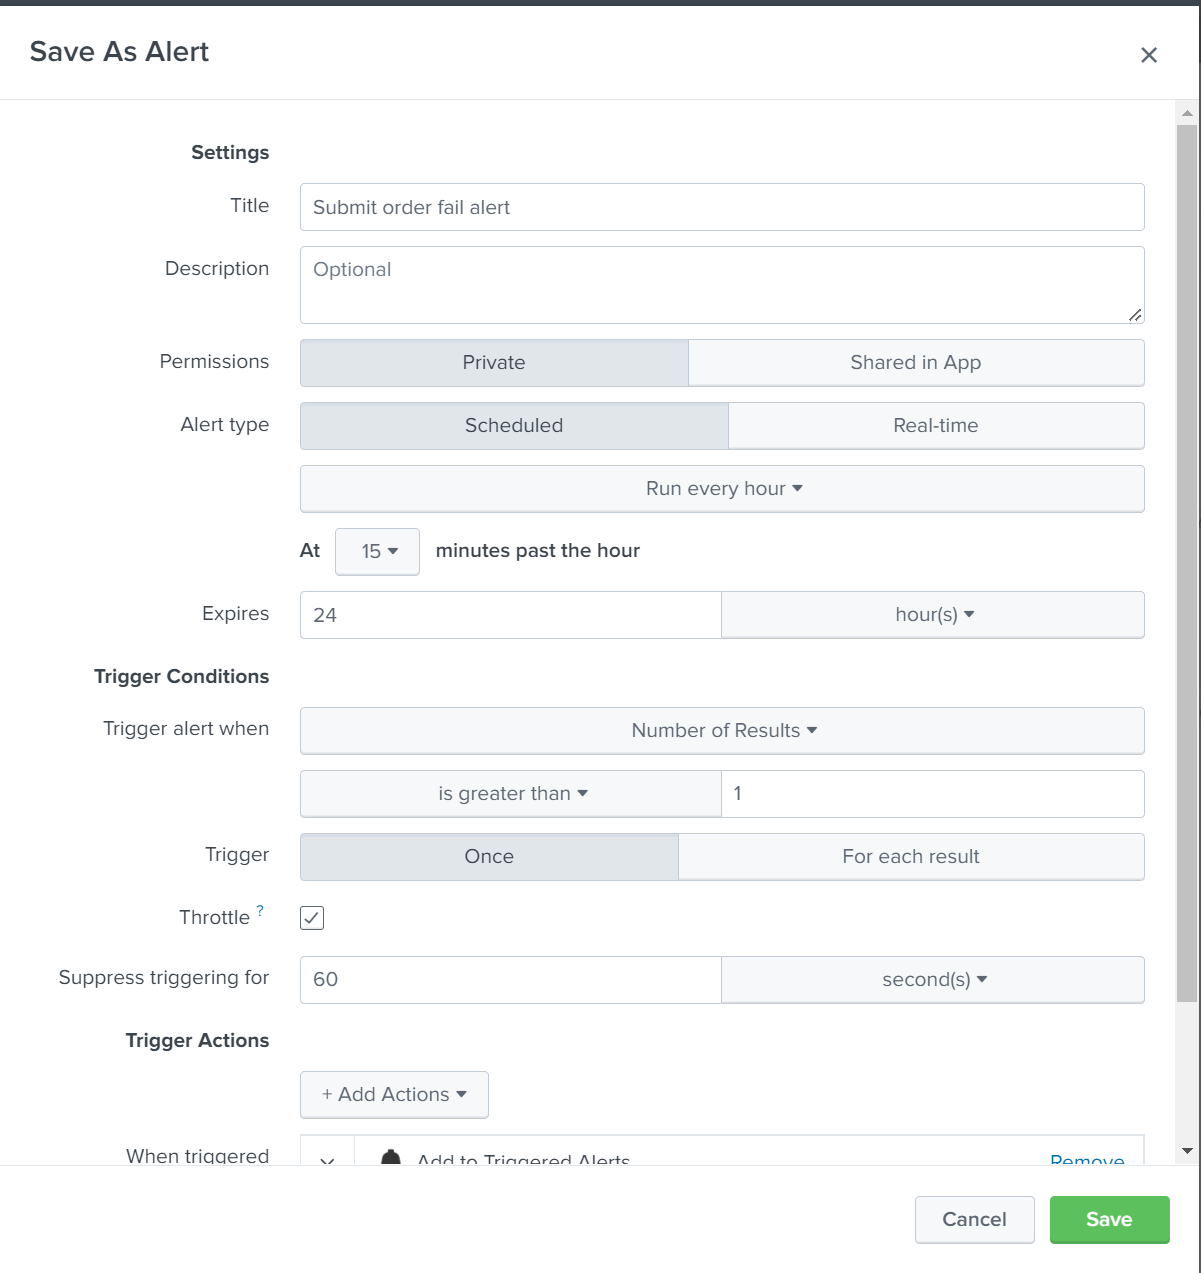 Save As Alert
Settings
Title
Submit order fail alert
Description
Optional
Permissions
Private
Shared in App
Alert type
Scheduled
Real-time
Run every hour
At 15 minutes past the hour
Expires
24
hour(s)
Trigger Conditions
Trigger alert when
Number of Results
is greater than
1
Trigger
Once
For each result
Throttle ?
Suppress triggering for
60
second(s)
Trigger Actions
+ Add Actions
When triggered
Add to Triggered Alerts
Remove
Cancel
Save